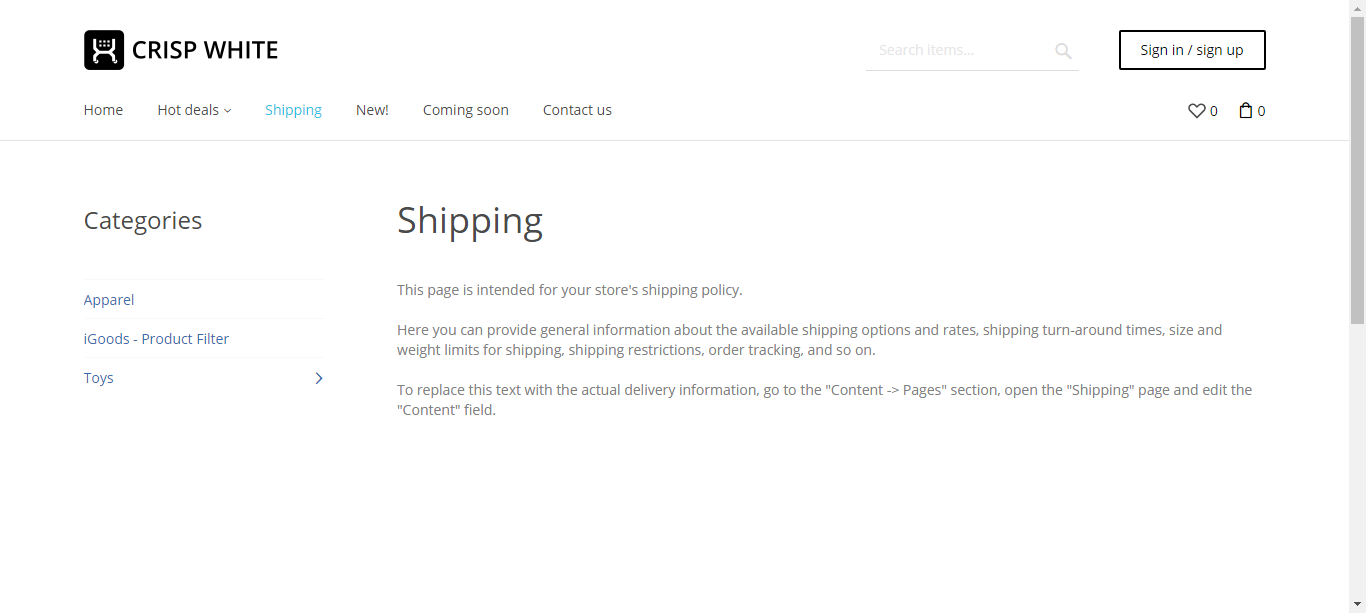 CRISP WHITE
Search items...
Sign in / sign up
Home
Hot deals
Shipping
New!
Coming soon
Contact us
0
0
Categories
Apparel
iGoods - Product Filter
Toys
Shipping
This page is intended for your store's shipping policy.
Here you can provide general information about the available shipping options and rates, shipping turn-around times, size and
weight limits for shipping, shipping restrictions, order tracking, and so on.
To replace this text with the actual delivery information, go to the "Content -> Pages" section, open the "Shipping" page and edit the
"Content" field.